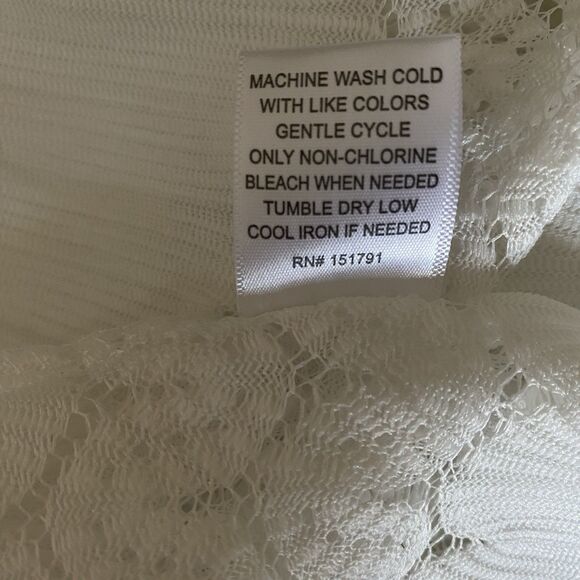 MACHINE WASH COLD
WITH LIKE COLORS
GENTLE CYCLE
ONLY NON-CHLORINE
BLEACH WHEN NEEDED
TUMBLE DRY LOW
COOL IRON IF NEEDED
RN# 151791